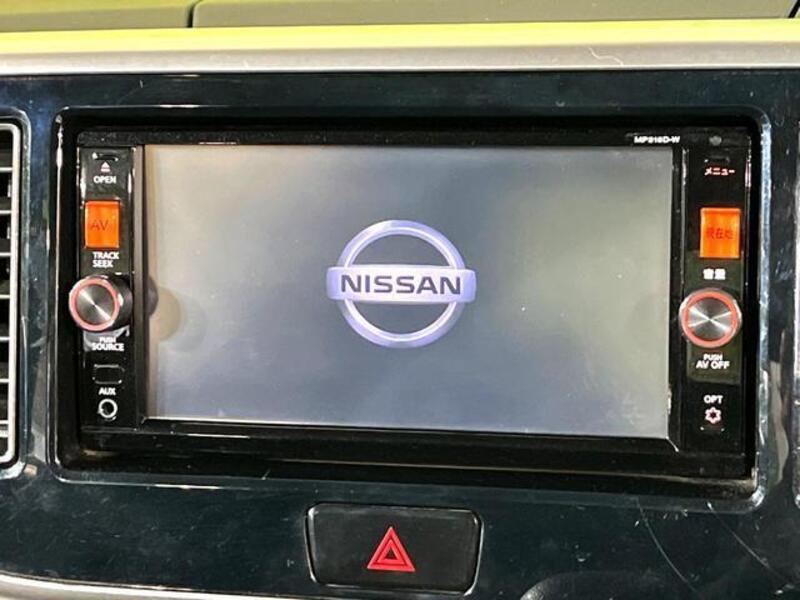 MP316D-W
OPEN
AV
TRACK
SEEK
PUSH
SOURCE
AUX
NISSAN
メニュー
現在地
音量
PUSH
AV OFF
OPT